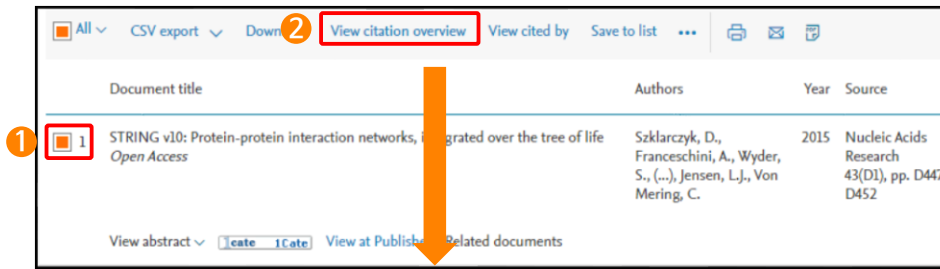 All CSV export Down 2 View citation overview View cited by Save to list
Document title Authors Year Source
1 1 STRING v10: Protein-protein interaction networks, grated over the tree of life Szklarczyk, D., 2015 Nucleic Acids
Open Access Franceschini, A., Wyder, Research
S., (...), Jensen, L.J., Von 43(D1), pp. D447
Mering, C. D452
View abstract 1Cate View at Publishe Related documents